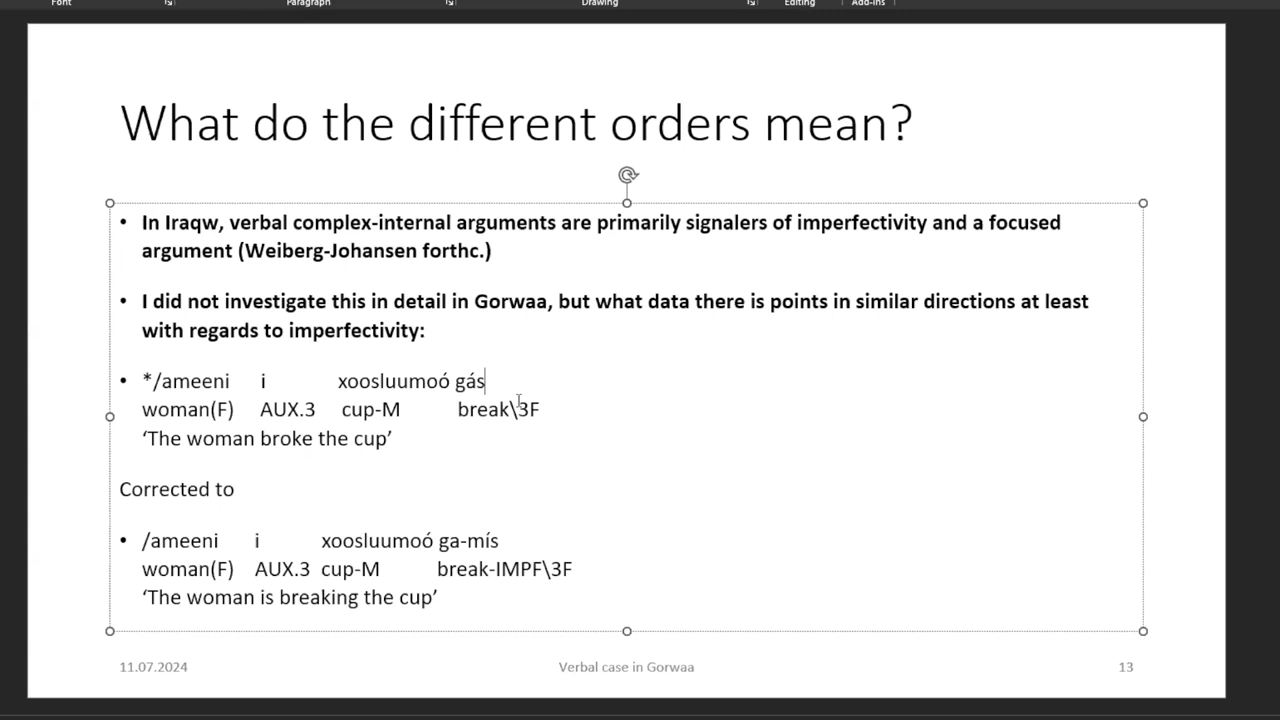 Font Paragraph Drawing Editing Add-ins
What do the different orders mean?
• In Iraqw, verbal complex-internal arguments are primarily signalers of imperfectivity and a focused
argument (Weiberg-Johansen forthc.)
• I did not investigate this in detail in Gorwaa, but what data there is points in similar directions at least
with regards to imperfectivity:
• */ameeni i xoosluumoó gás
woman(F) AUX.3 cup-M break\3F
‘The woman broke the cup’
Corrected to
• /ameeni i xoosluumoó ga-mís
woman(F) AUX.3 cup-M break-IMPF\3F
‘The woman is breaking the cup’
11.07.2024 Verbal case in Gorwaa 13